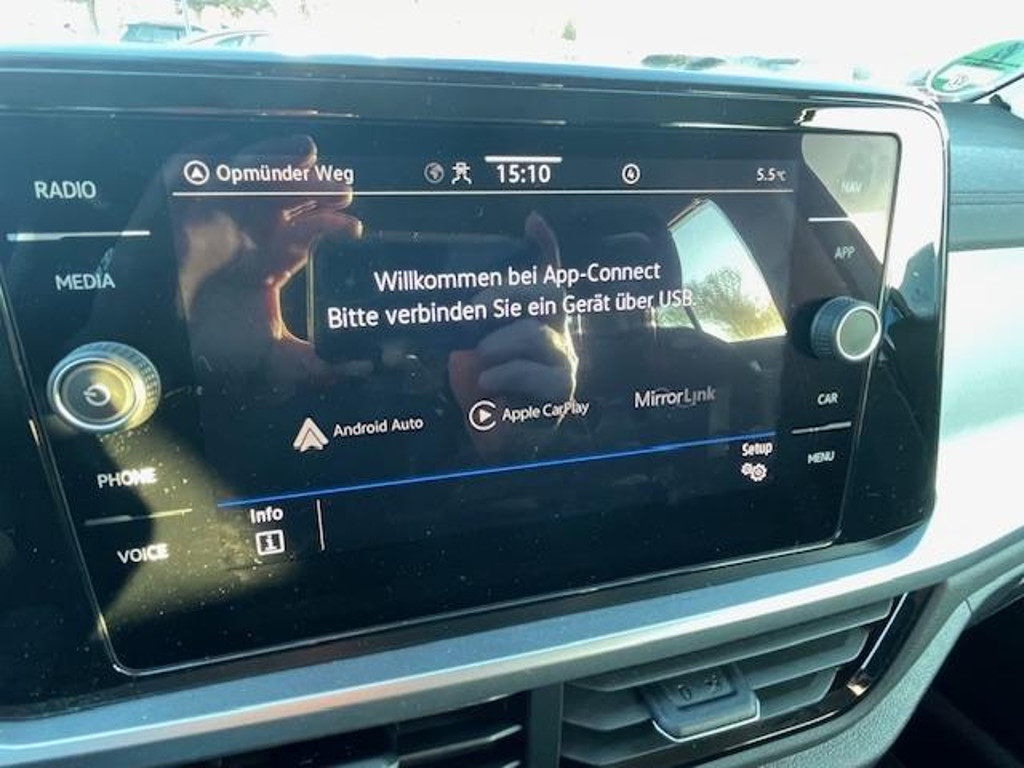 RADIO
MEDIA
PHONE
VOICE
Opmünder Weg
15:10
4
5.5°C
Willkommen bei App-Connect
Bitte verbinden Sie ein Gerät über USB.
Android Auto
Apple CarPlay
MirrorLink
Setup
Info
NAV
APP
CAR
MENU